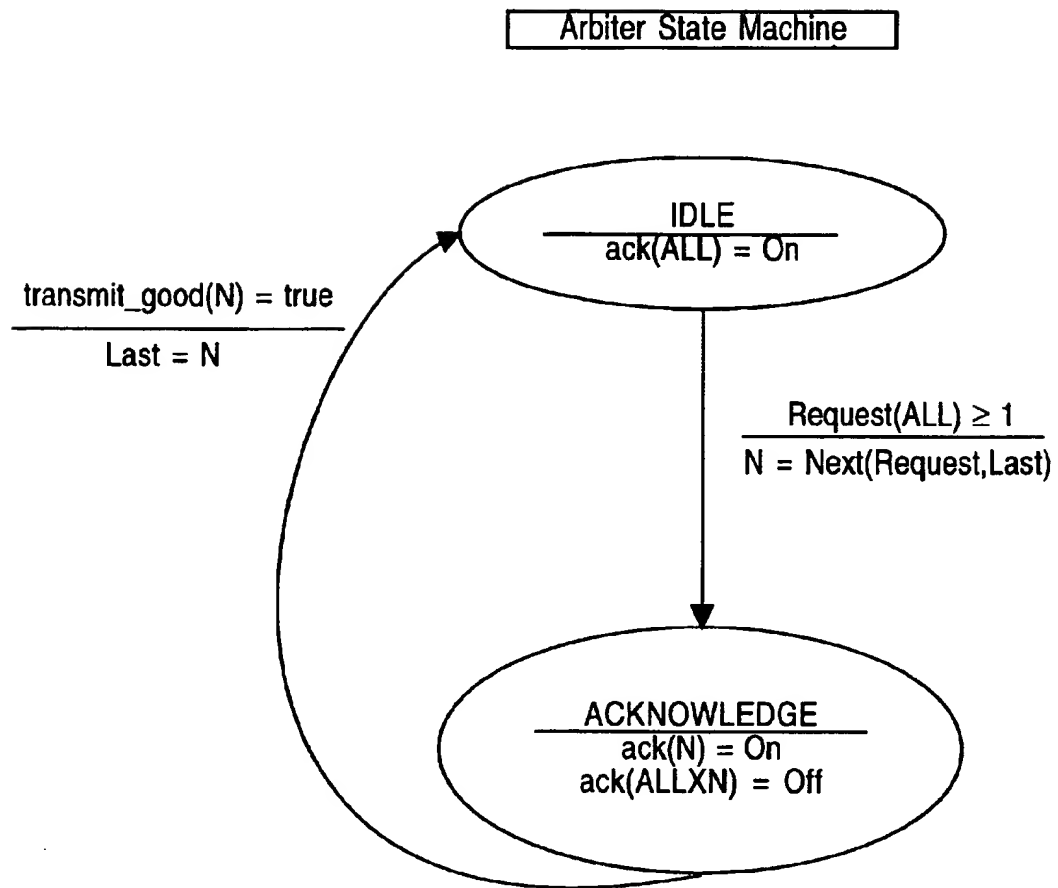 Arbiter State Machine
IDLE
ack(ALL) = On
transmit_good(N) = true
Last = N
Request(ALL) ≥ 1
N = Next(Request,Last)
ACKNOWLEDGE
ack(N) = On
ack(ALLXN) = Off